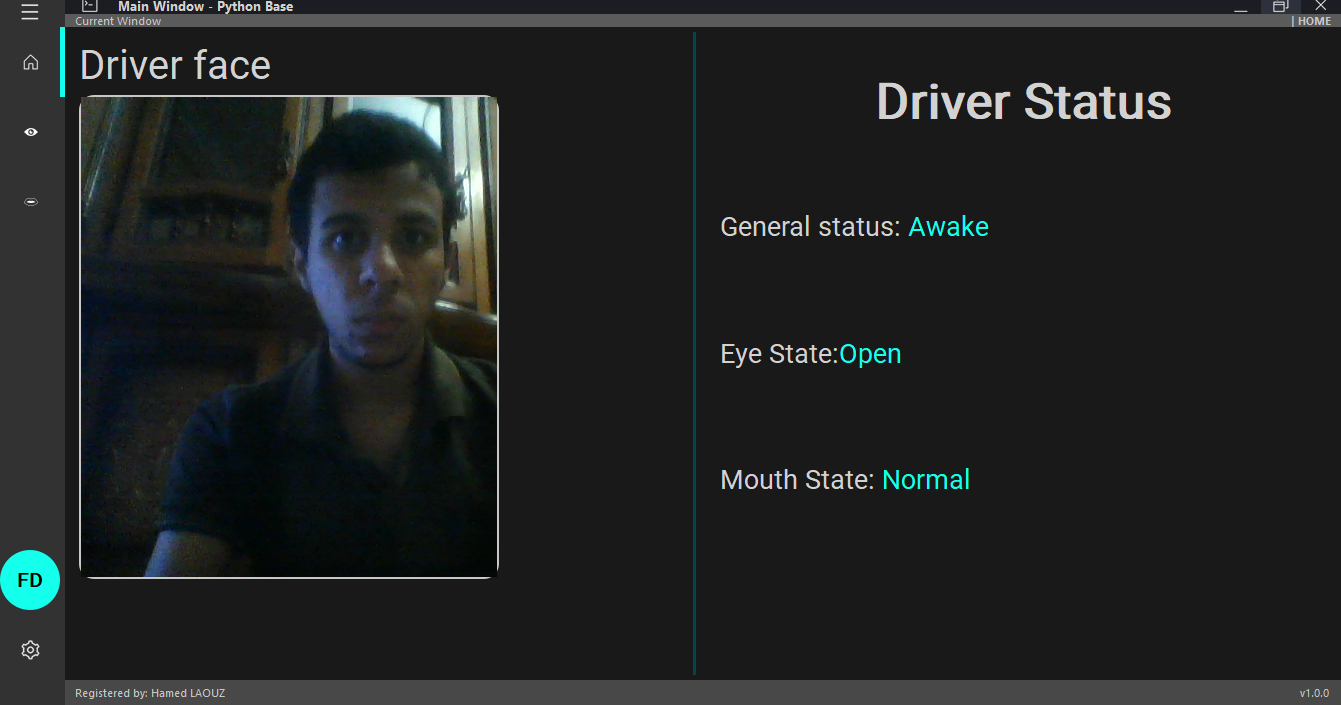 Main Window - Python Base
Current Window
| HOME
Driver face
Driver Status
General status: Awake
Eye State:Open
Mouth State: Normal
FD
Registered by: Hamed LAOUZ
v1.0.0